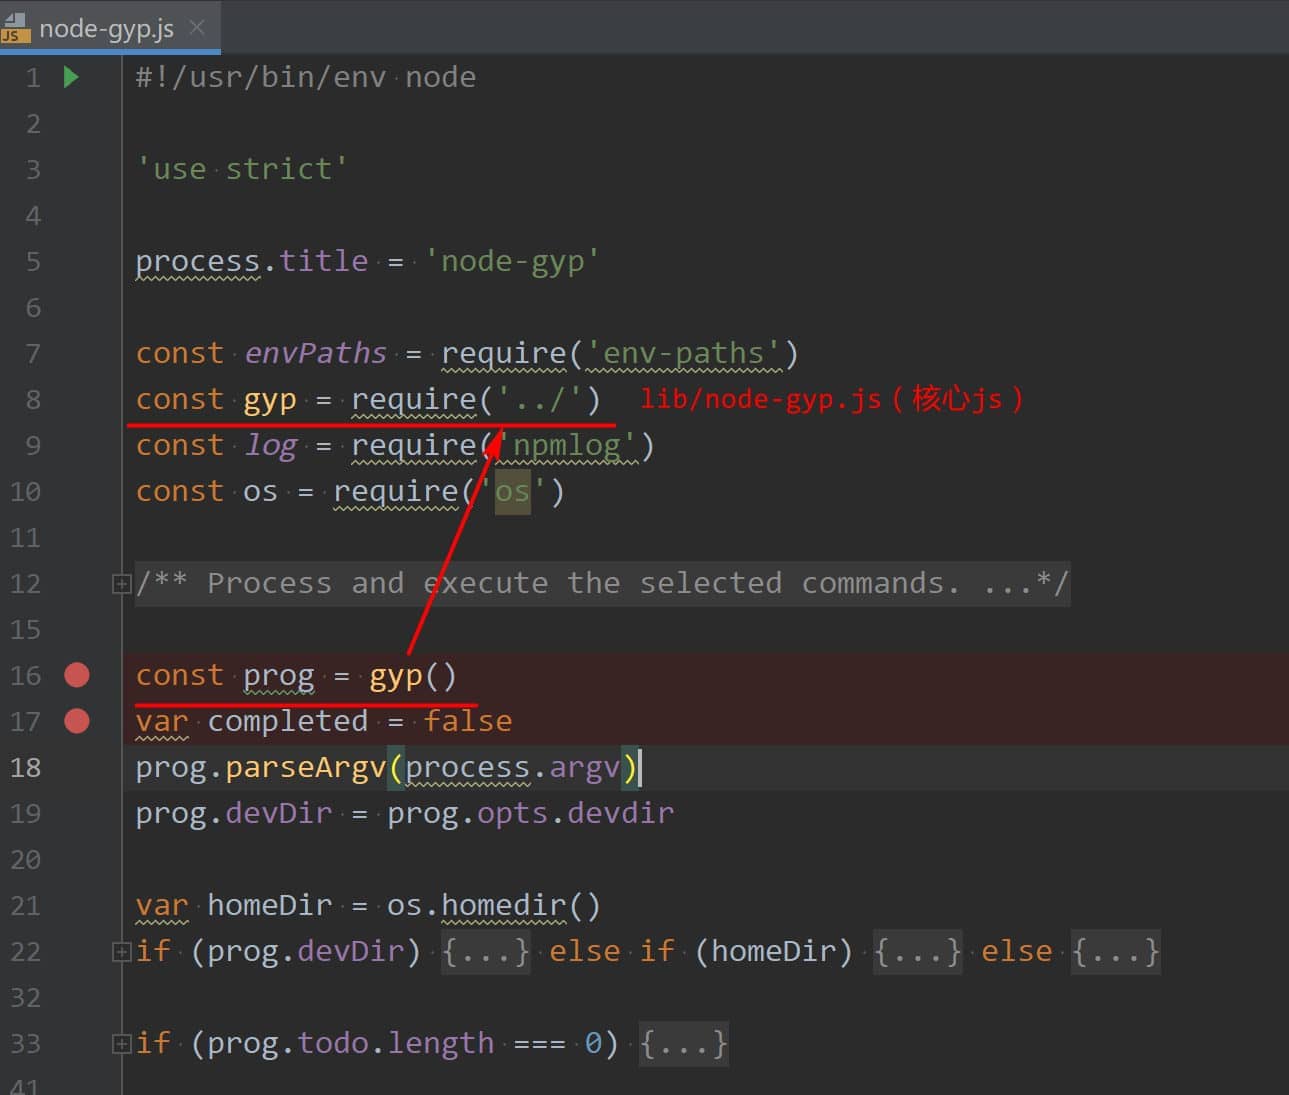 JS node-gyp.js
1 #!/usr/bin/env node
2
3 'use strict'
4
5 process.title = 'node-gyp'
6
7 const envPaths = require('env-paths')
8 const gyp = require('../') lib/node-gyp.js（核心js）
9 const log = require('npmlog')
10 const os = require('os')
11
12 /** Process and execute the selected commands. ...*/
15
16 const prog = gyp()
17 var completed = false
18 prog.parseArgv(process.argv)
19 prog.devDir = prog.opts.devdir
20
21 var homeDir = os.homedir()
22 if (prog.devDir) {...} else if (homeDir) {...} else {...}
32
33 if (prog.todo.length === 0) {...}
41